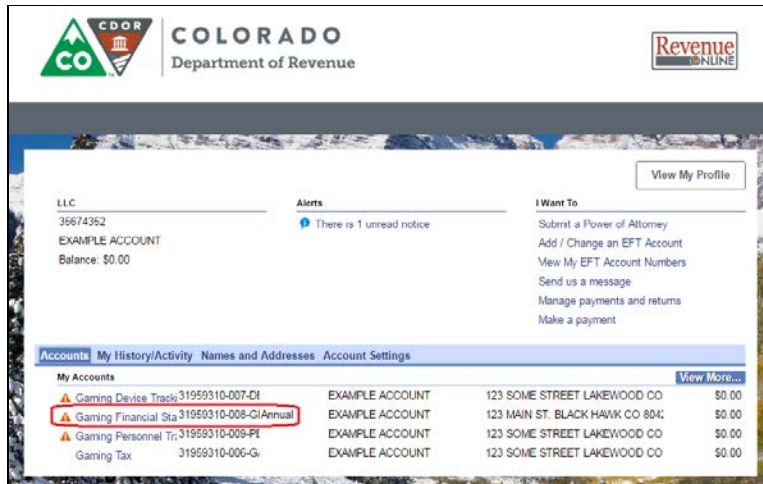 CDOR
CO
COLORADO
Department of Revenue
Revenue
ONLINE
View My Profile
LLC
35674352
EXAMPLE ACCOUNT
Balance: $0.00
Alerts
There is 1 unread notice
I Want To
Submit a Power of Attorney
Add / Change an EFT Account
View My EFT Account Numbers
Send us a message
Manage payments and returns
Make a payment
Accounts My History/Activity Names and Addresses Account Settings
My Accounts View More...
Gaming Device Tracki 31959310-007-DE EXAMPLE ACCOUNT 123 SOME STREET LAKEWOOD CO $0.00
Gaming Financial Sta 31959310-008-GI Annual EXAMPLE ACCOUNT 123 MAIN ST. BLACK HAWK CO 804 $0.00
Gaming Personnel Tr 31959310-009-PE EXAMPLE ACCOUNT 123 SOME STREET LAKEWOOD CO $0.00
Gaming Tax 31959310-006-G EXAMPLE ACCOUNT 123 SOME STREET LAKEWOOD CO $0.00